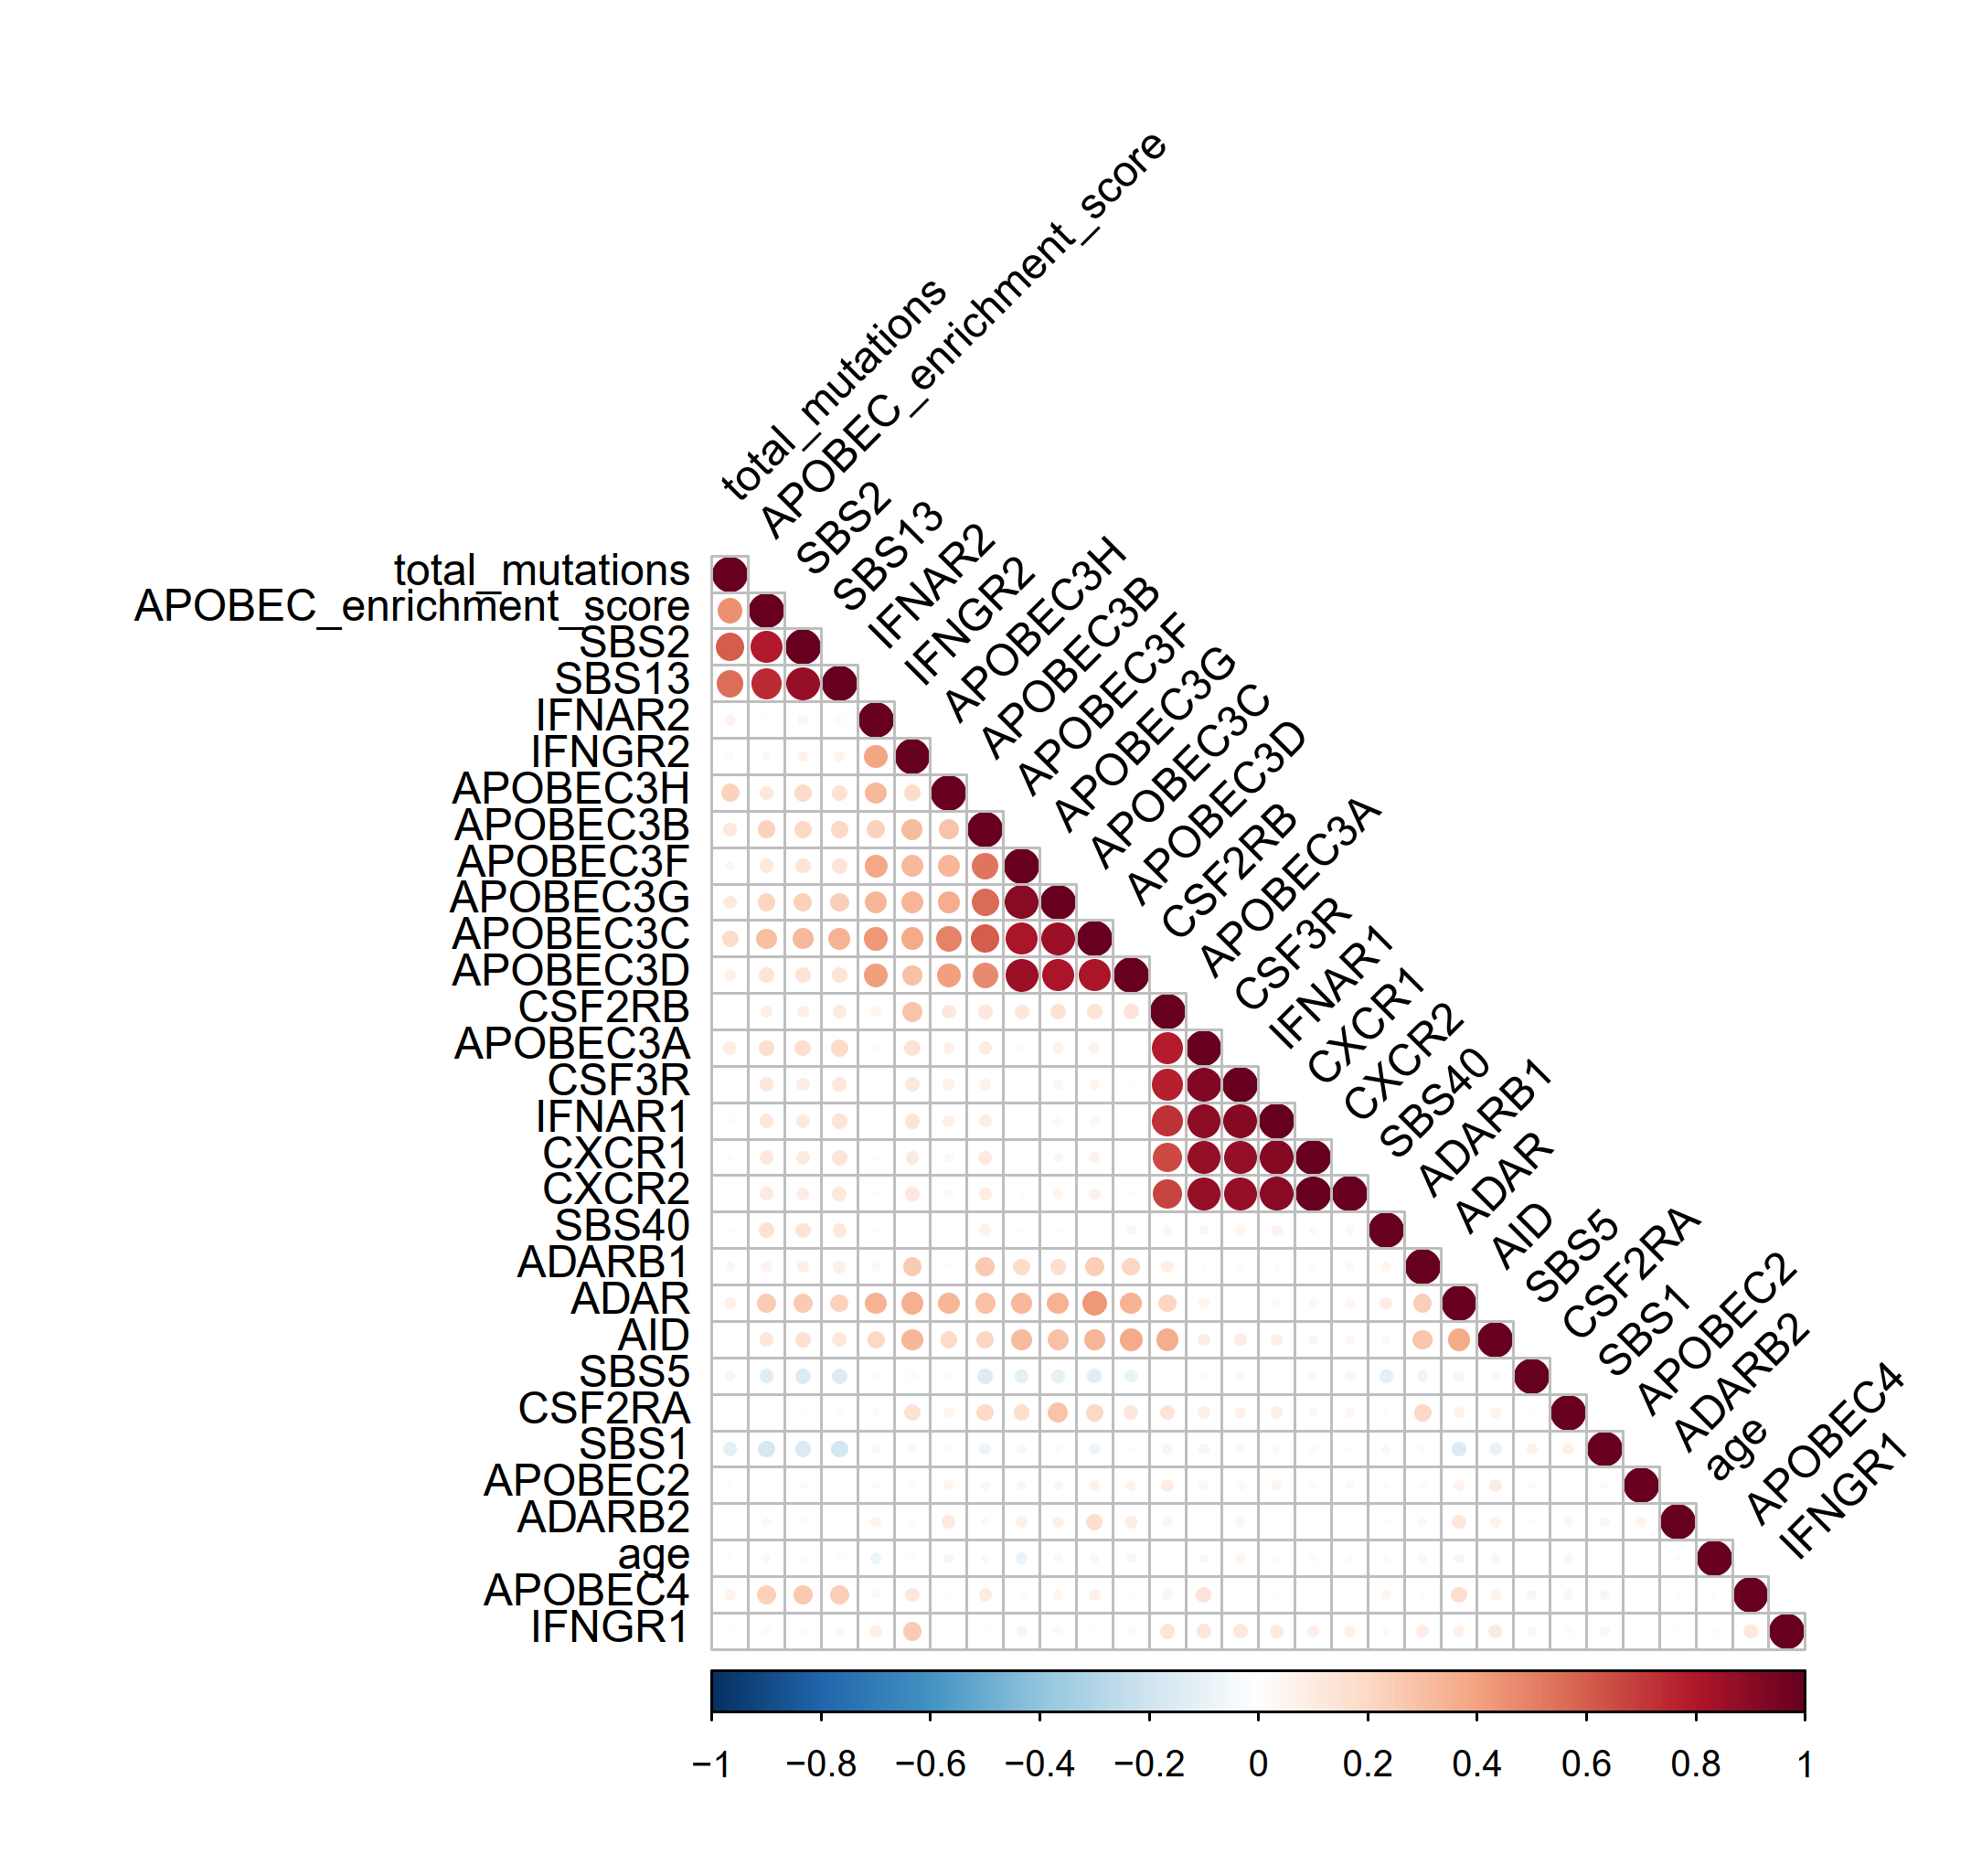 total_mutations
APOBEC_enrichment_score
SBS2
SBS13
IFNAR2
IFNGR2
APOBEC3H
APOBEC3B
APOBEC3F
APOBEC3G
APOBEC3C
APOBEC3D
CSF2RB
APOBEC3A
CSF3R
IFNAR1
CXCR1
CXCR2
SBS40
ADARB1
ADAR
AID
SBS5
CSF2RA
SBS1
APOBEC2
ADARB2
age
APOBEC4
IFNGR1
total_mutations
APOBEC_enrichment_score
SBS2
SBS13
IFNAR2
IFNGR2
APOBEC3H
APOBEC3B
APOBEC3F
APOBEC3G
APOBEC3C
APOBEC3D
CSF2RB
APOBEC3A
CSF3R
IFNAR1
CXCR1
CXCR2
SBS40
ADARB1
ADAR
AID
SBS5
CSF2RA
SBS1
APOBEC2
ADARB2
age
APOBEC4
IFNGR1
−1 −0.8 −0.6 −0.4 −0.2 0 0.2 0.4 0.6 0.8 1